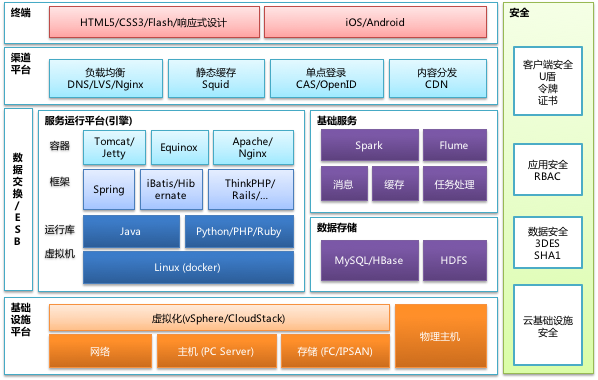 终端
HTML5/CSS3/Flash/响应式设计
iOS/Android
渠道
平台
负载均衡
DNS/LVS/Nginx
静态缓存
Squid
单点登录
CAS/OpenID
内容分发
CDN
数据交换/ESB
服务运行平台(引擎)
容器
Tomcat/
Jetty
Equinox
Apache/
Nginx
框架
Spring
iBatis/Hib
ernate
ThinkPHP/
Rails/...
运行库
Java
Python/PHP/Ruby
虚拟机
Linux (docker)
基础服务
Spark
Flume
消息
缓存
任务处理
数据存储
MySQL/HBase
HDFS
基础
设施
平台
虚拟化(vSphere/CloudStack)
网络
主机 (PC Server)
存储 (FC/IPSAN)
物理主机
安全
客户端安全
U盾
令牌
证书
应用安全
RBAC
数据安全
3DES
SHA1
云基础设施
安全